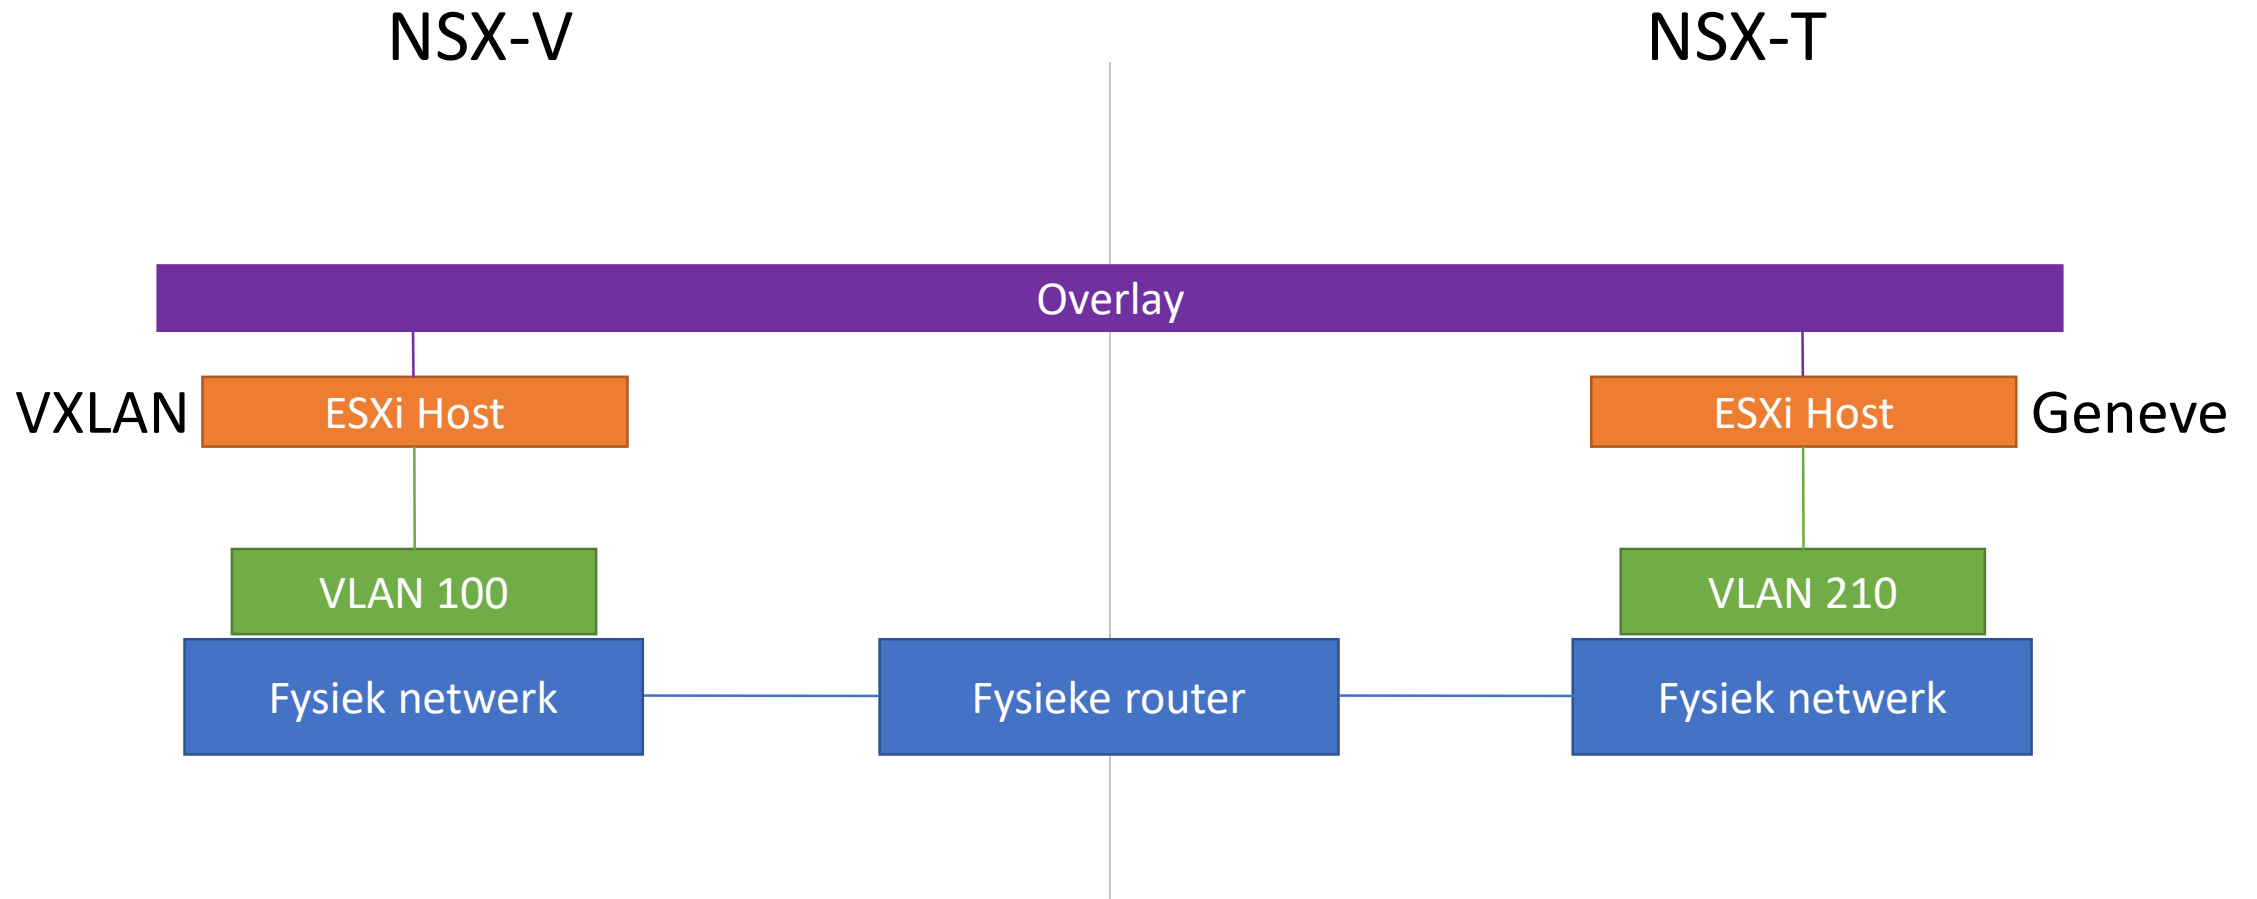 NSX-V
NSX-T
Overlay
VXLAN
ESXi Host
ESXi Host
Geneve
VLAN 100
VLAN 210
Fysiek netwerk
Fysieke router
Fysiek netwerk